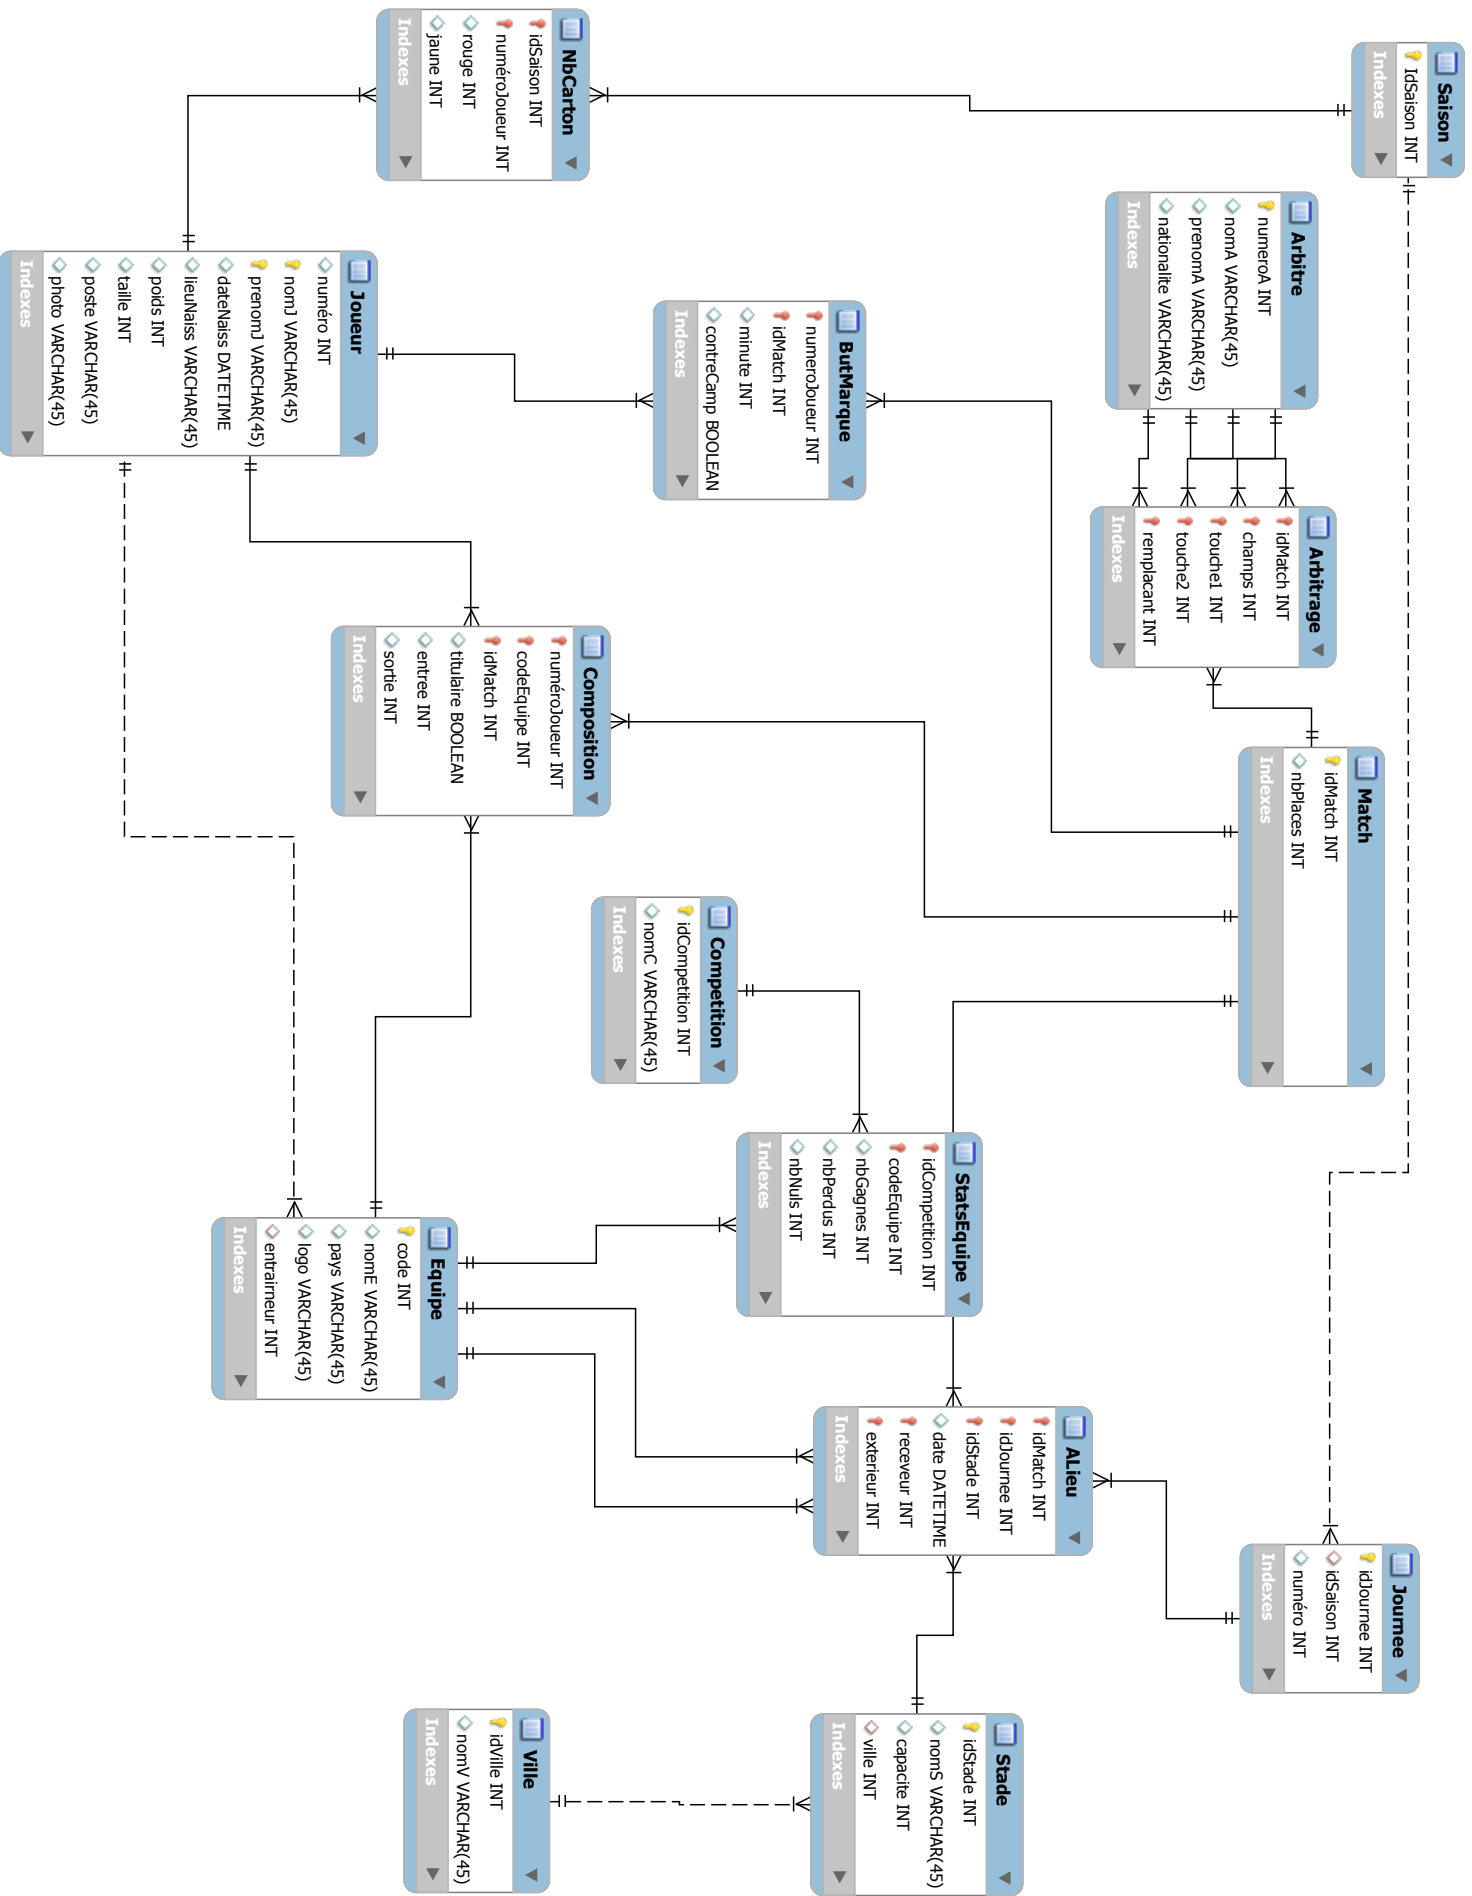 Saison
IdSaison INT
Indexes
NbCarton
idSaison INT
numéroJoueur INT
rouge INT
jaune INT
Indexes
Arbitre
numeroA INT
nomA VARCHAR(45)
prenomA VARCHAR(45)
nationalite VARCHAR(45)
Indexes
Joueur
numéro INT
nomJ VARCHAR(45)
prenomJ VARCHAR(45)
dateNaiss DATETIME
lieuNaiss VARCHAR(45)
poids INT
taille INT
poste VARCHAR(45)
photo VARCHAR(45)
Indexes
ButMarque
numeroJoueur INT
idMatch INT
minute INT
contreCamp BOOLEAN
Indexes
Arbitrage
idMatch INT
champs INT
touche1 INT
touche2 INT
remplacant INT
Indexes
Composition
numéroJoueur INT
codeEquipe INT
idMatch INT
titulaire BOOLEAN
entree INT
sortie INT
Indexes
Match
idMatch INT
nbPlaces INT
Indexes
Competition
idCompetition INT
nomC VARCHAR(45)
Indexes
StatsEquipe
idCompetition INT
codeEquipe INT
nbGagnes INT
nbPerdus INT
nbNuls INT
Indexes
Equipe
code INT
nomE VARCHAR(45)
pays VARCHAR(45)
logo VARCHAR(45)
entrairneur INT
Indexes
ALieu
idMatch INT
idJournee INT
idStade INT
date DATETIME
receveur INT
exterieur INT
Indexes
Journee
idJournee INT
idSaison INT
numéro INT
Indexes
Stade
idStade INT
nomS VARCHAR(45)
capacite INT
ville INT
Indexes
Ville
idVille INT
nomV VARCHAR(45)
Indexes